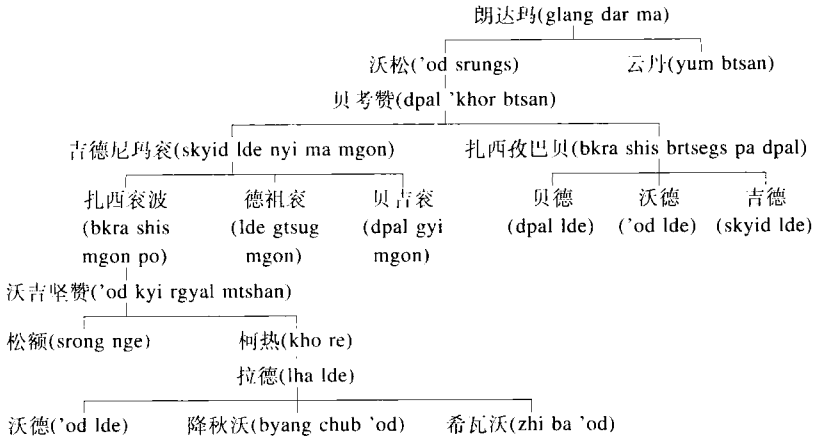 朗达玛(glang dar ma)
沃松('od srungs) 云丹(yum btsan)
贝考赞(dpal 'khor btsan)
吉德尼玛衮(skyid lde nyi ma mgon) 扎西孜巴贝(bkra shis brtsegs pa dpal)
扎西衮波 德祖衮 贝吉衮 贝德 沃德 吉德
(bkra shis (lde gtsug (dpal gyi (dpal lde) ('od lde) (skyid lde)
mgon po) mgon) mgon)
沃吉坚赞('od kyi rgyal mtshan)
松额(srong nge) 柯热(kho re)
拉德(lha lde)
沃德('od lde) 降秋沃(byang chub 'od) 希瓦沃(zhi ba 'od)